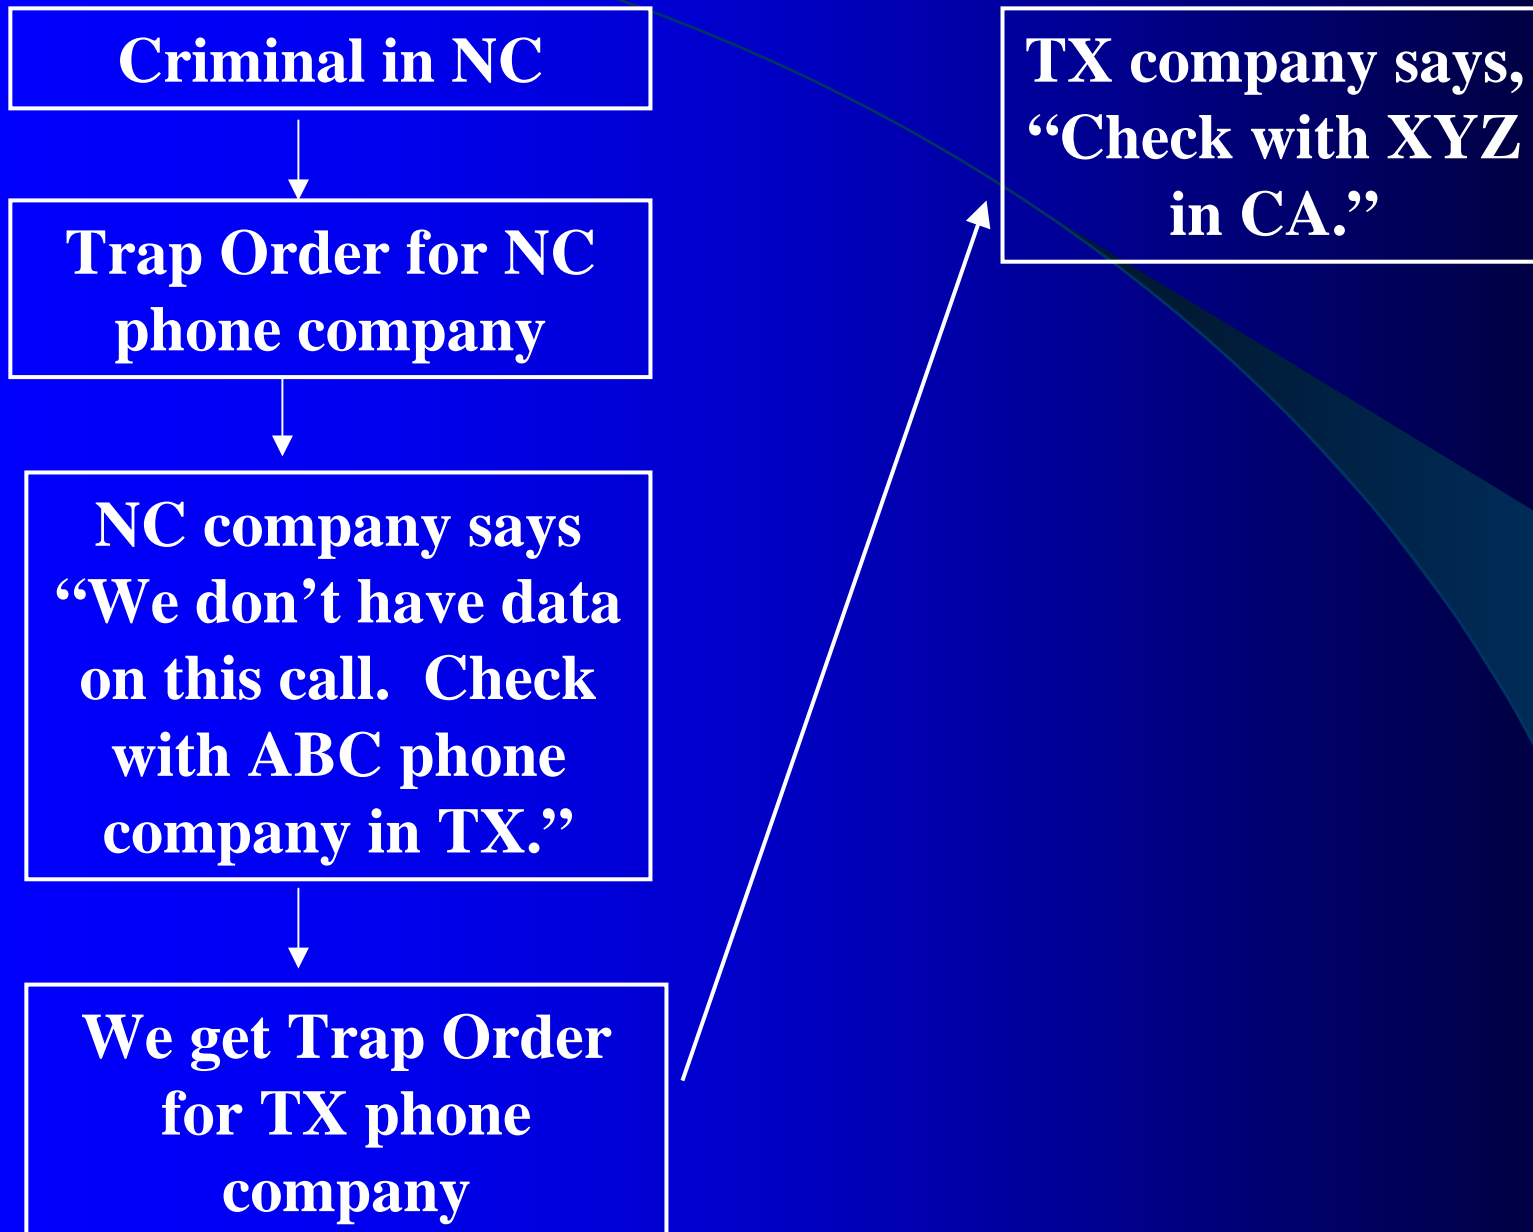 Criminal in NC
Trap Order for NC
phone company
NC company says
“We don’t have data
on this call.  Check
with ABC phone
company in TX.”
We get Trap Order
for TX phone
company
TX company says,
“Check with XYZ
in CA.”